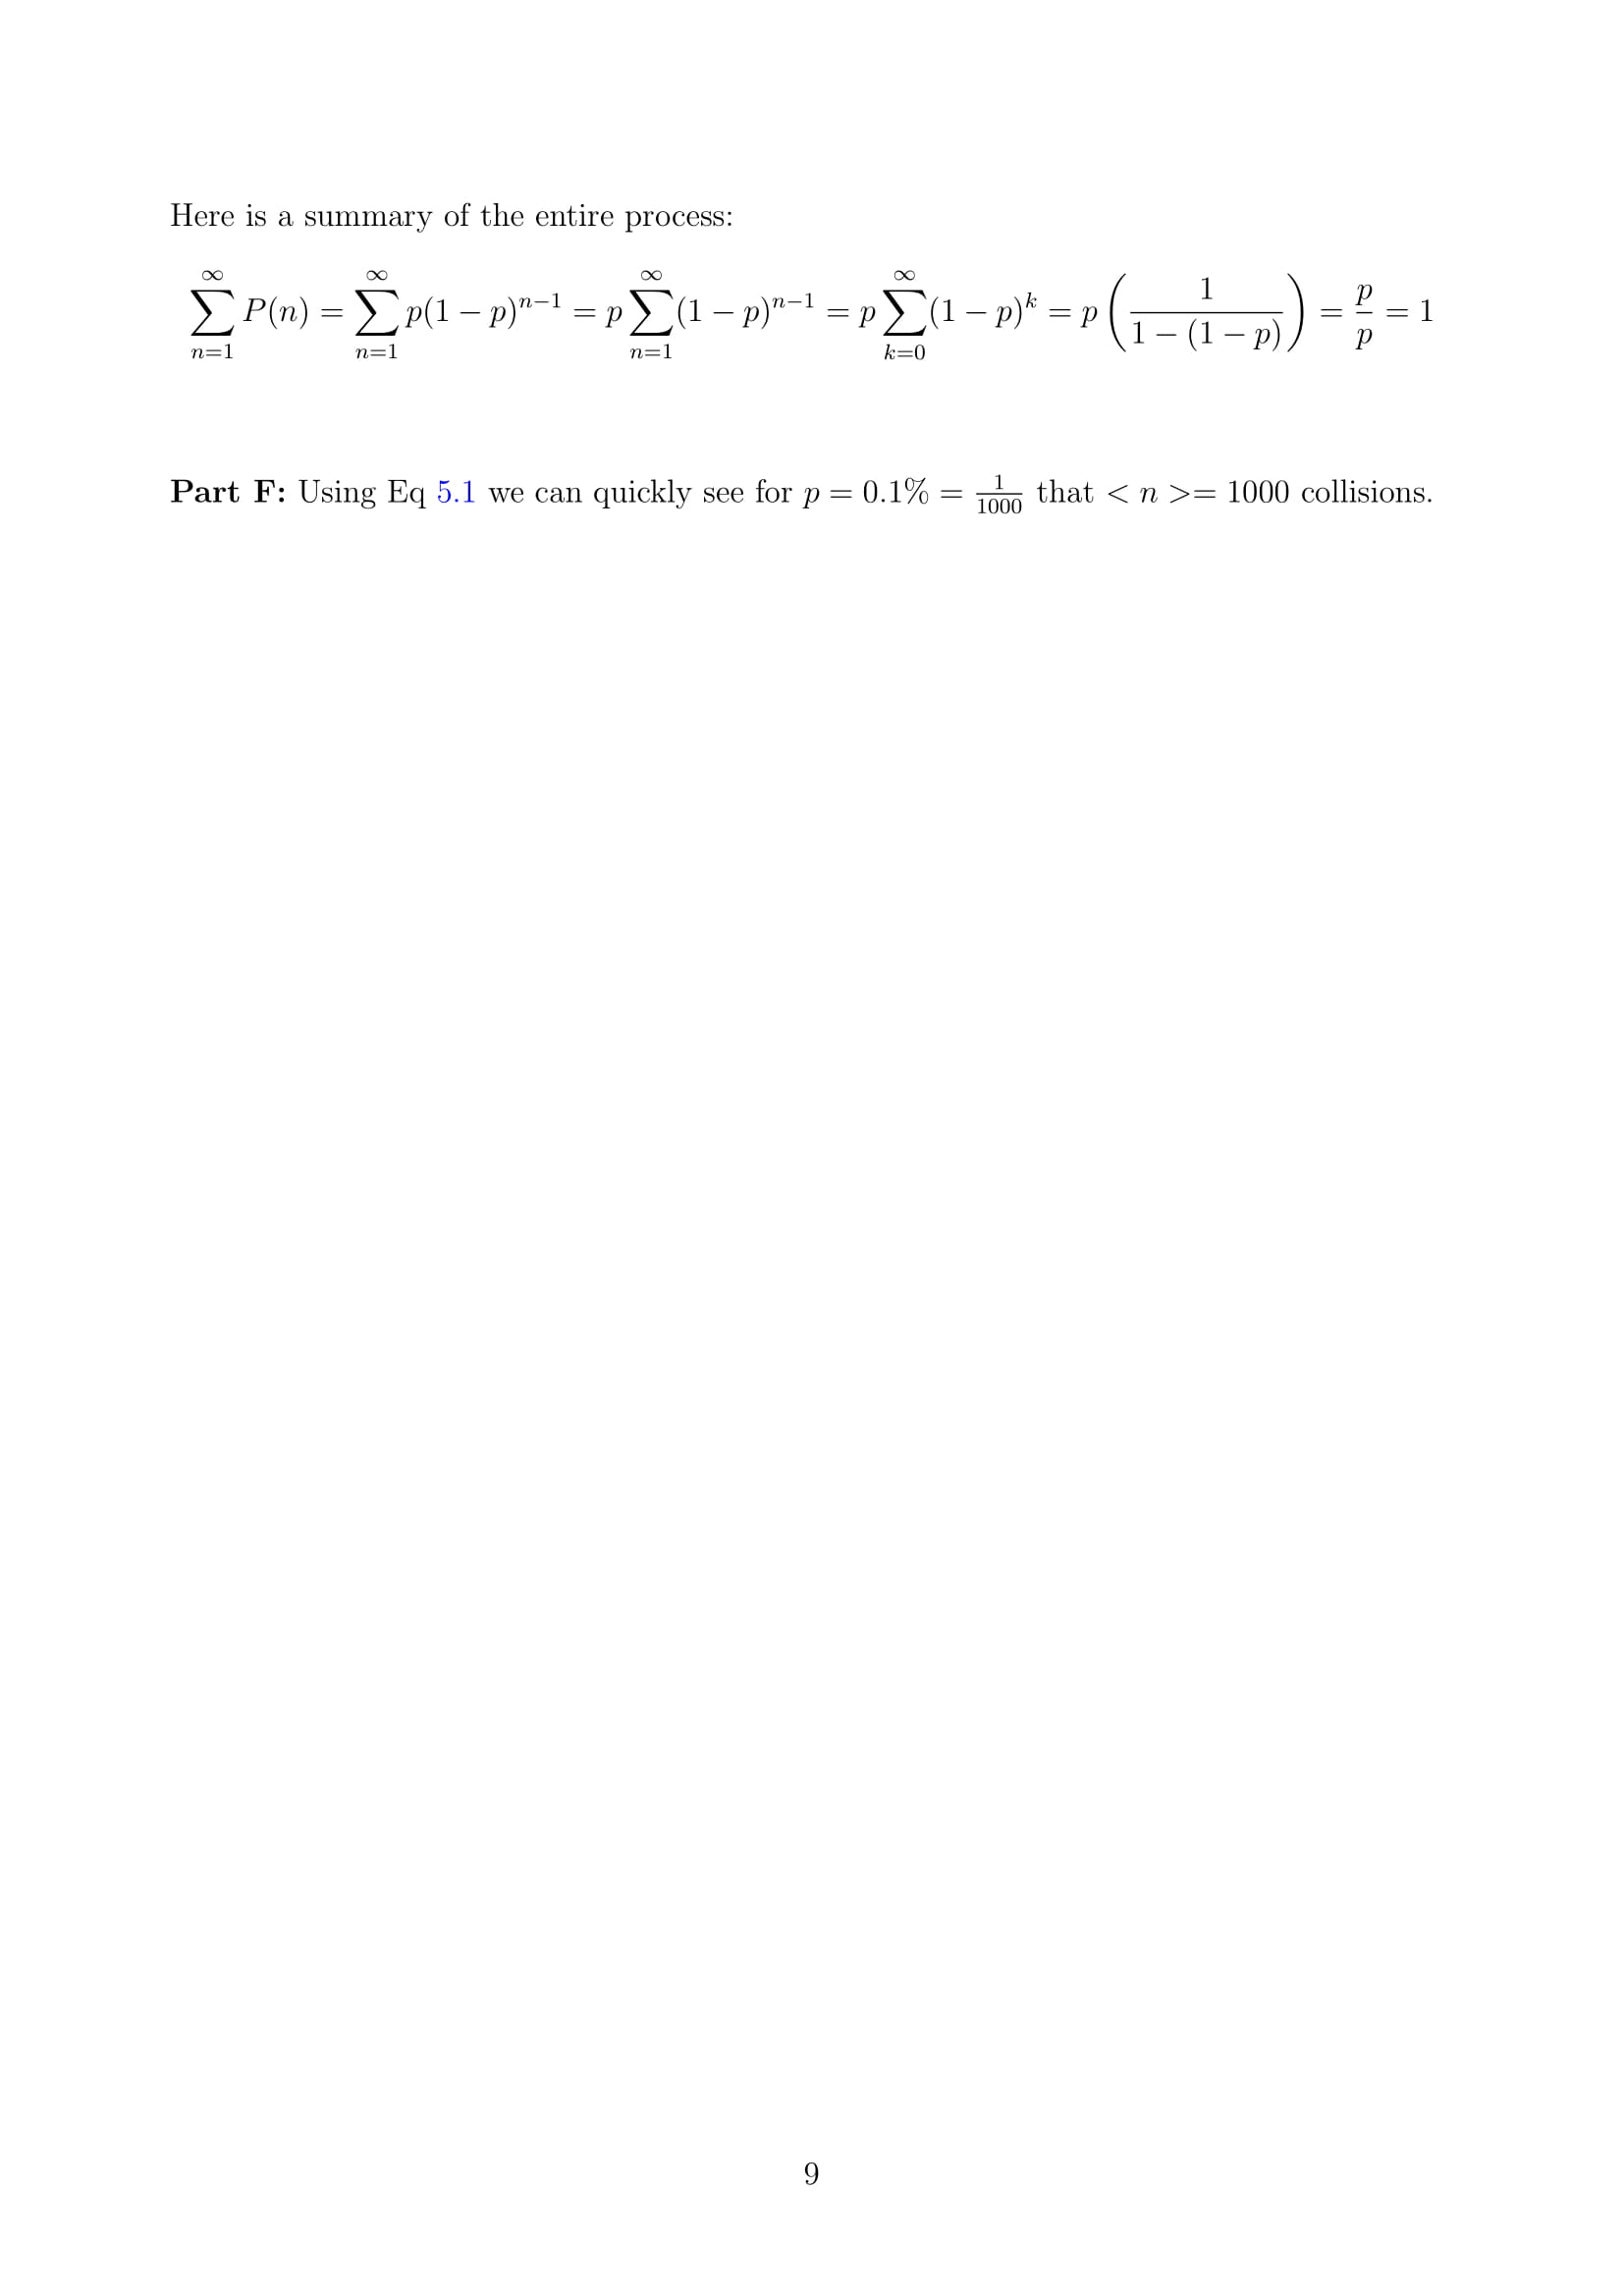 Here is a summary of the entire process:
$$\sum_{n=1}^{\infty} P(n) = \sum_{n=1}^{\infty} p(1-p)^{n-1} = p\sum_{n=1}^{\infty} (1-p)^{n-1} = p\sum_{k=0}^{\infty} (1-p)^{k} = p\left(\frac{1}{1-(1-p)}\right) = \frac{p}{p} = 1$$
Part F: Using Eq 5.1 we can quickly see for $p = 0.1\% = \frac{1}{1000}$ that $< n >= 1000$ collisions.
9